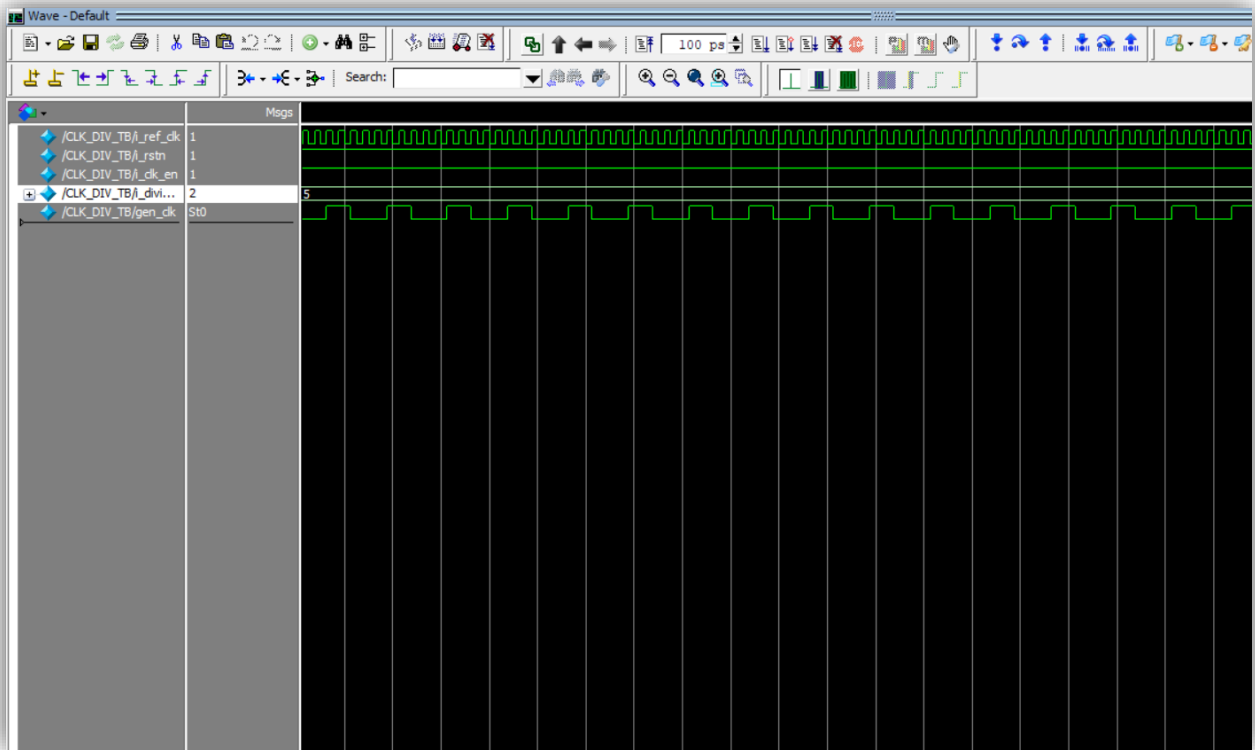 Wave - Default
100 ps
Search:
Msgs
/CLK_DIV_TB/i_ref_clk 1
/CLK_DIV_TB/i_rstn 1
/CLK_DIV_TB/i_clk_en 1
/CLK_DIV_TB/i_divi... 2 5
/CLK_DIV_TB/gen_clk St0